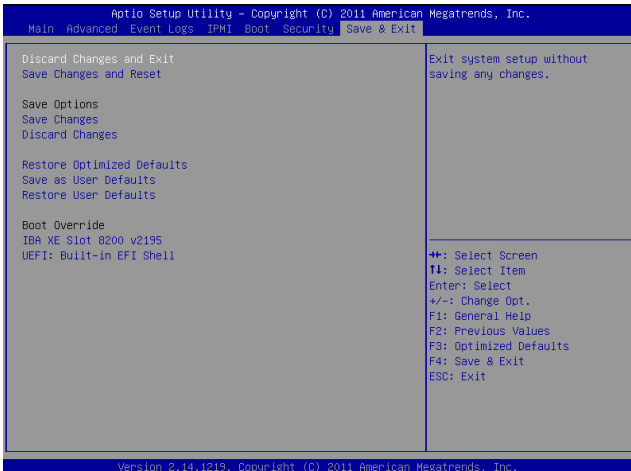 Aptio Setup Utility – Copyright (C) 2011 American Megatrends, Inc.
Main Advanced Event Logs IPMI Boot Security Save & Exit
Discard Changes and Exit
Save Changes and Reset
Save Options
Save Changes
Discard Changes
Restore Optimized Defaults
Save as User Defaults
Restore User Defaults
Boot Override
IBA XE Slot 8200 v2195
UEFI: Built-in EFI Shell
Exit system setup without
saving any changes.
→←: Select Screen
↑↓: Select Item
Enter: Select
+/-: Change Opt.
F1: General Help
F2: Previous Values
F3: Optimized Defaults
F4: Save & Exit
ESC: Exit
Version 2.14.1219. Copyright (C) 2011 American Megatrends, Inc.